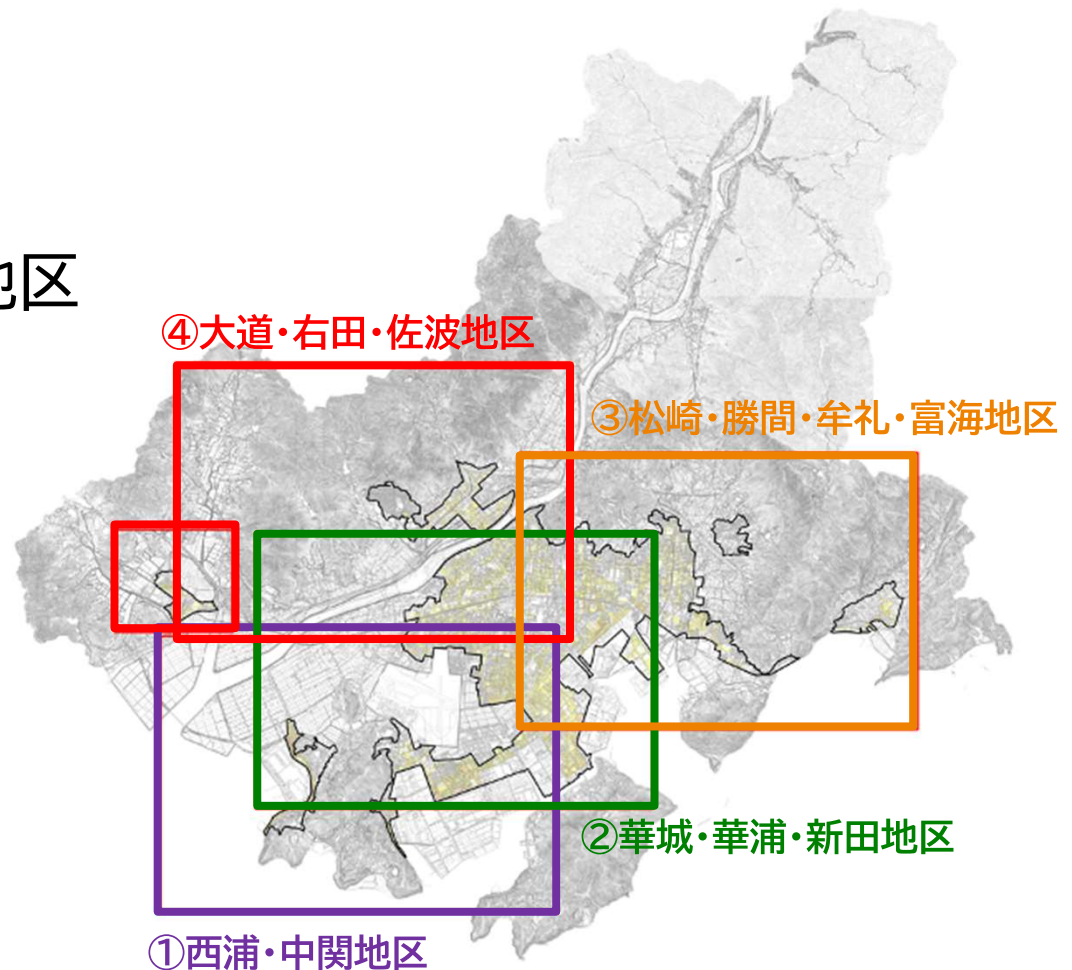 地区
④大道・右田・佐波地区
③松崎・勝間・牟礼・富海地区
②華城・華浦・新田地区
①西浦・中関地区